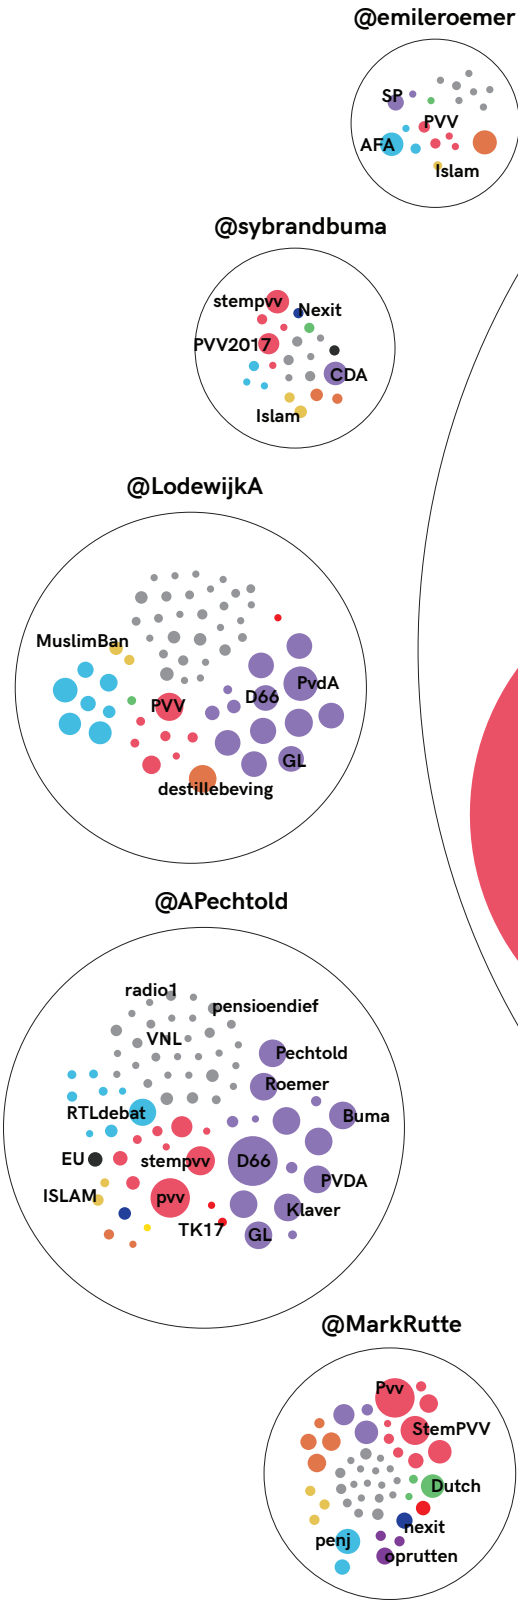 @emileroemer
SP
PVV
AFA
Islam
@sybrandbuma
stempvv
Nexit
PVV2017
CDA
Islam
@LodewijkA
MuslimBan
PvdA
D66
PVV
GL
destillebeving
@APechtold
radio1
pensioendief
VNL
Pechtold
Roemer
RTLdebat
Buma
EU
stempvv
D66
PVDA
ISLAM
pvv
Klaver
TK17
GL
@MarkRutte
Pvv
StemPVV
Dutch
nexit
penj
oprutten